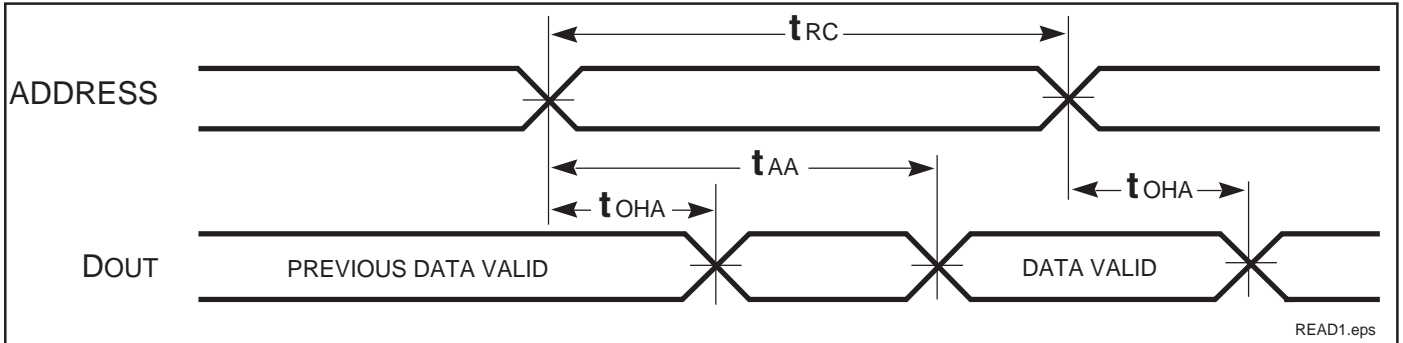 tRC
ADDRESS
tAA
tOHA
tOHA
DOUT
PREVIOUS DATA VALID
DATA VALID
READ1.eps